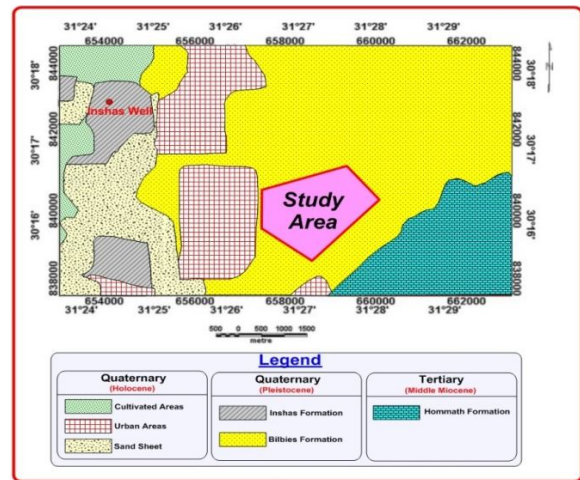 31°24' 31°25' 31°26' 31°27' 31°28' 31°29'
654000 656000 658000 660000 662000
30°18' 844000 844000 30°18'
Inshas Well
30°17' 842000 842000 30°17'
Study
Area
30°16' 840000 840000 30°16'
838000 838000
654000 656000 658000 660000 662000
31°24' 31°25' 31°26' 31°27' 31°28' 31°29'
500 0 500 1000 1500
metre
Legend
Quaternary
(Holocene)
Cultivated Areas
Urban Areas
Sand Sheet
Quaternary
(Pleistocene)
Inshas Formation
Bilbies Formation
Tertiary
(Middle Miocene)
Hommath Formation